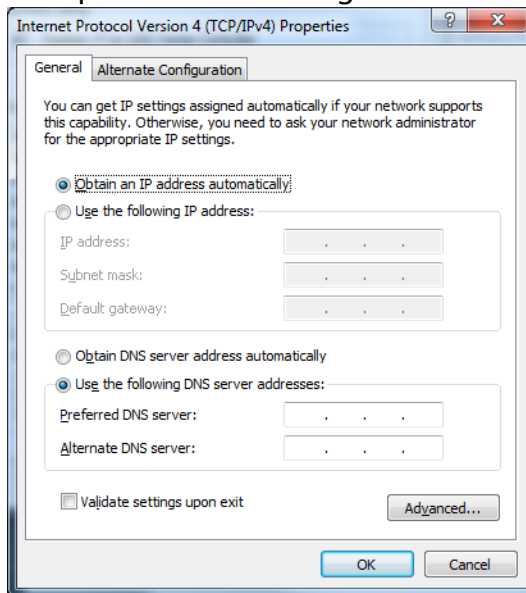 Internet Protocol Version 4 (TCP/IPv4) Properties
General
Alternate Configuration
You can get IP settings assigned automatically if your network supports
this capability. Otherwise, you need to ask your network administrator
for the appropriate IP settings.
Obtain an IP address automatically
Use the following IP address:
IP address:
Subnet mask:
Default gateway:
Obtain DNS server address automatically
Use the following DNS server addresses:
Preferred DNS server:
Alternate DNS server:
Validate settings upon exit
Advanced...
OK
Cancel